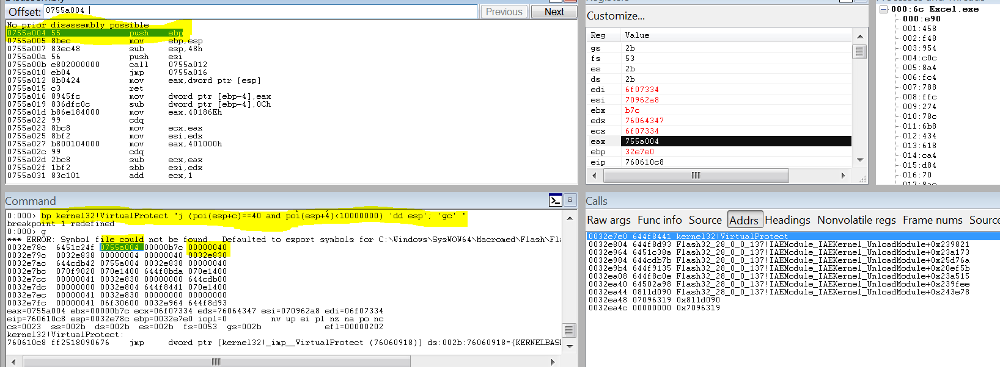 Disassembly
Offset: 0755a004
Previous
Next
No prior disassembly possible
0755a004 55 push ebp
0755a005 8bec mov ebp,esp
0755a007 83ec48 sub esp,48h
0755a00a 56 push esi
0755a00b e802000000 call 0755a012
0755a010 eb04 jmp 0755a016
0755a012 8b0424 mov eax,dword ptr [esp]
0755a015 c3 ret
0755a016 8945fc mov dword ptr [ebp-4],eax
0755a019 836dfc0c sub dword ptr [ebp-4],0Ch
0755a01d b86e184000 mov eax,40186Eh
0755a022 99 cdq
0755a023 8bc8 mov ecx,eax
0755a025 8bf2 mov esi,edx
0755a027 b800104000 mov eax,401000h
0755a02c 99 cdq
0755a02d 2bc8 sub ecx,eax
0755a02f 1bf2 sbb esi,edx
0755a031 83c101 add ecx,1
Registers
Customize...
Reg Value
gs 2b
fs 53
es 2b
ds 2b
edi 6f07334
esi 70962a8
ebx b7c
edx 76064347
ecx 6f07334
eax 755a004
ebp 32e7e0
eip 760610c8
Processes and Threads
000:6c Excel.exe
000:e90
001:458
002:f48
003:954
004:c0c
005:8a4
006:fc4
007:788
008:ffc
009:274
010:78c
011:6b8
012:434
013:618
014:ca4
015:d84
016:70
Command
0:000> bp kernel32!VirtualProtect "j (poi(esp+c)==40 and poi(esp+4)<10000000) 'dd esp'; 'gc' "
breakpoint 1 redefined
0:000> g
*** ERROR: Symbol file could not be found. Defaulted to export symbols for C:\Windows\SysWOW64\Macromed\Flash\Fla
0032e78c 6451c24f 0755a004 00000b7c 00000040
0032e79c 0032e838 00000004 00000040 0032e830
0032e7ac 644cdb42 0755a004 0032e838 00000040
0032e7bc 070f9020 070e1400 644f8bda 070e1400
0032e7cc 00000041 0032e830 00000000 644cdb00
0032e7dc 00000000 0032e804 644f8441 070e1400
0032e7ec 00000041 0032e830 00000000 00000000
0032e7fc 00000041 06f30600 0032e964 644f8d93
eax=0755a004 ebx=00000b7c ecx=06f07334 edx=76064347 esi=070962a8 edi=06f07334
eip=760610c8 esp=0032e78c ebp=0032e7e0 iopl=0 nv up ei pl nz na po nc
cs=0023 ss=002b ds=002b es=002b fs=0053 gs=002b efl=00000202
kernel32!VirtualProtect:
760610c8 ff2518090676 jmp dword ptr [kernel32!_imp__VirtualProtect (76060918)] ds:002b:76060918={KERNELBAS
Calls
Raw args Func info Source Addrs Headings Nonvolatile regs Frame nums Source
0032e7e0 644f8441 kernel32!VirtualProtect
0032e804 644f8d93 Flash32_28_0_0_137!IAEModule_IAEKernel_UnloadModule+0x239821
0032e964 6451c38a Flash32_28_0_0_137!IAEModule_IAEKernel_UnloadModule+0x23a173
0032e984 644cdb7b Flash32_28_0_0_137!IAEModule_IAEKernel_UnloadModule+0x25d76a
0032e9b4 644f9135 Flash32_28_0_0_137!IAEModule_IAEKernel_UnloadModule+0x20ef5b
0032ea08 644f8c0e Flash32_28_0_0_137!IAEModule_IAEKernel_UnloadModule+0x23a515
0032ea40 64502a98 Flash32_28_0_0_137!IAEModule_IAEKernel_UnloadModule+0x239fee
0032ea44 0811d090 Flash32_28_0_0_137!IAEModule_IAEKernel_UnloadModule+0x243e78
0032ea48 07096319 0x811d090
0032ea4c 00000000 0x7096319